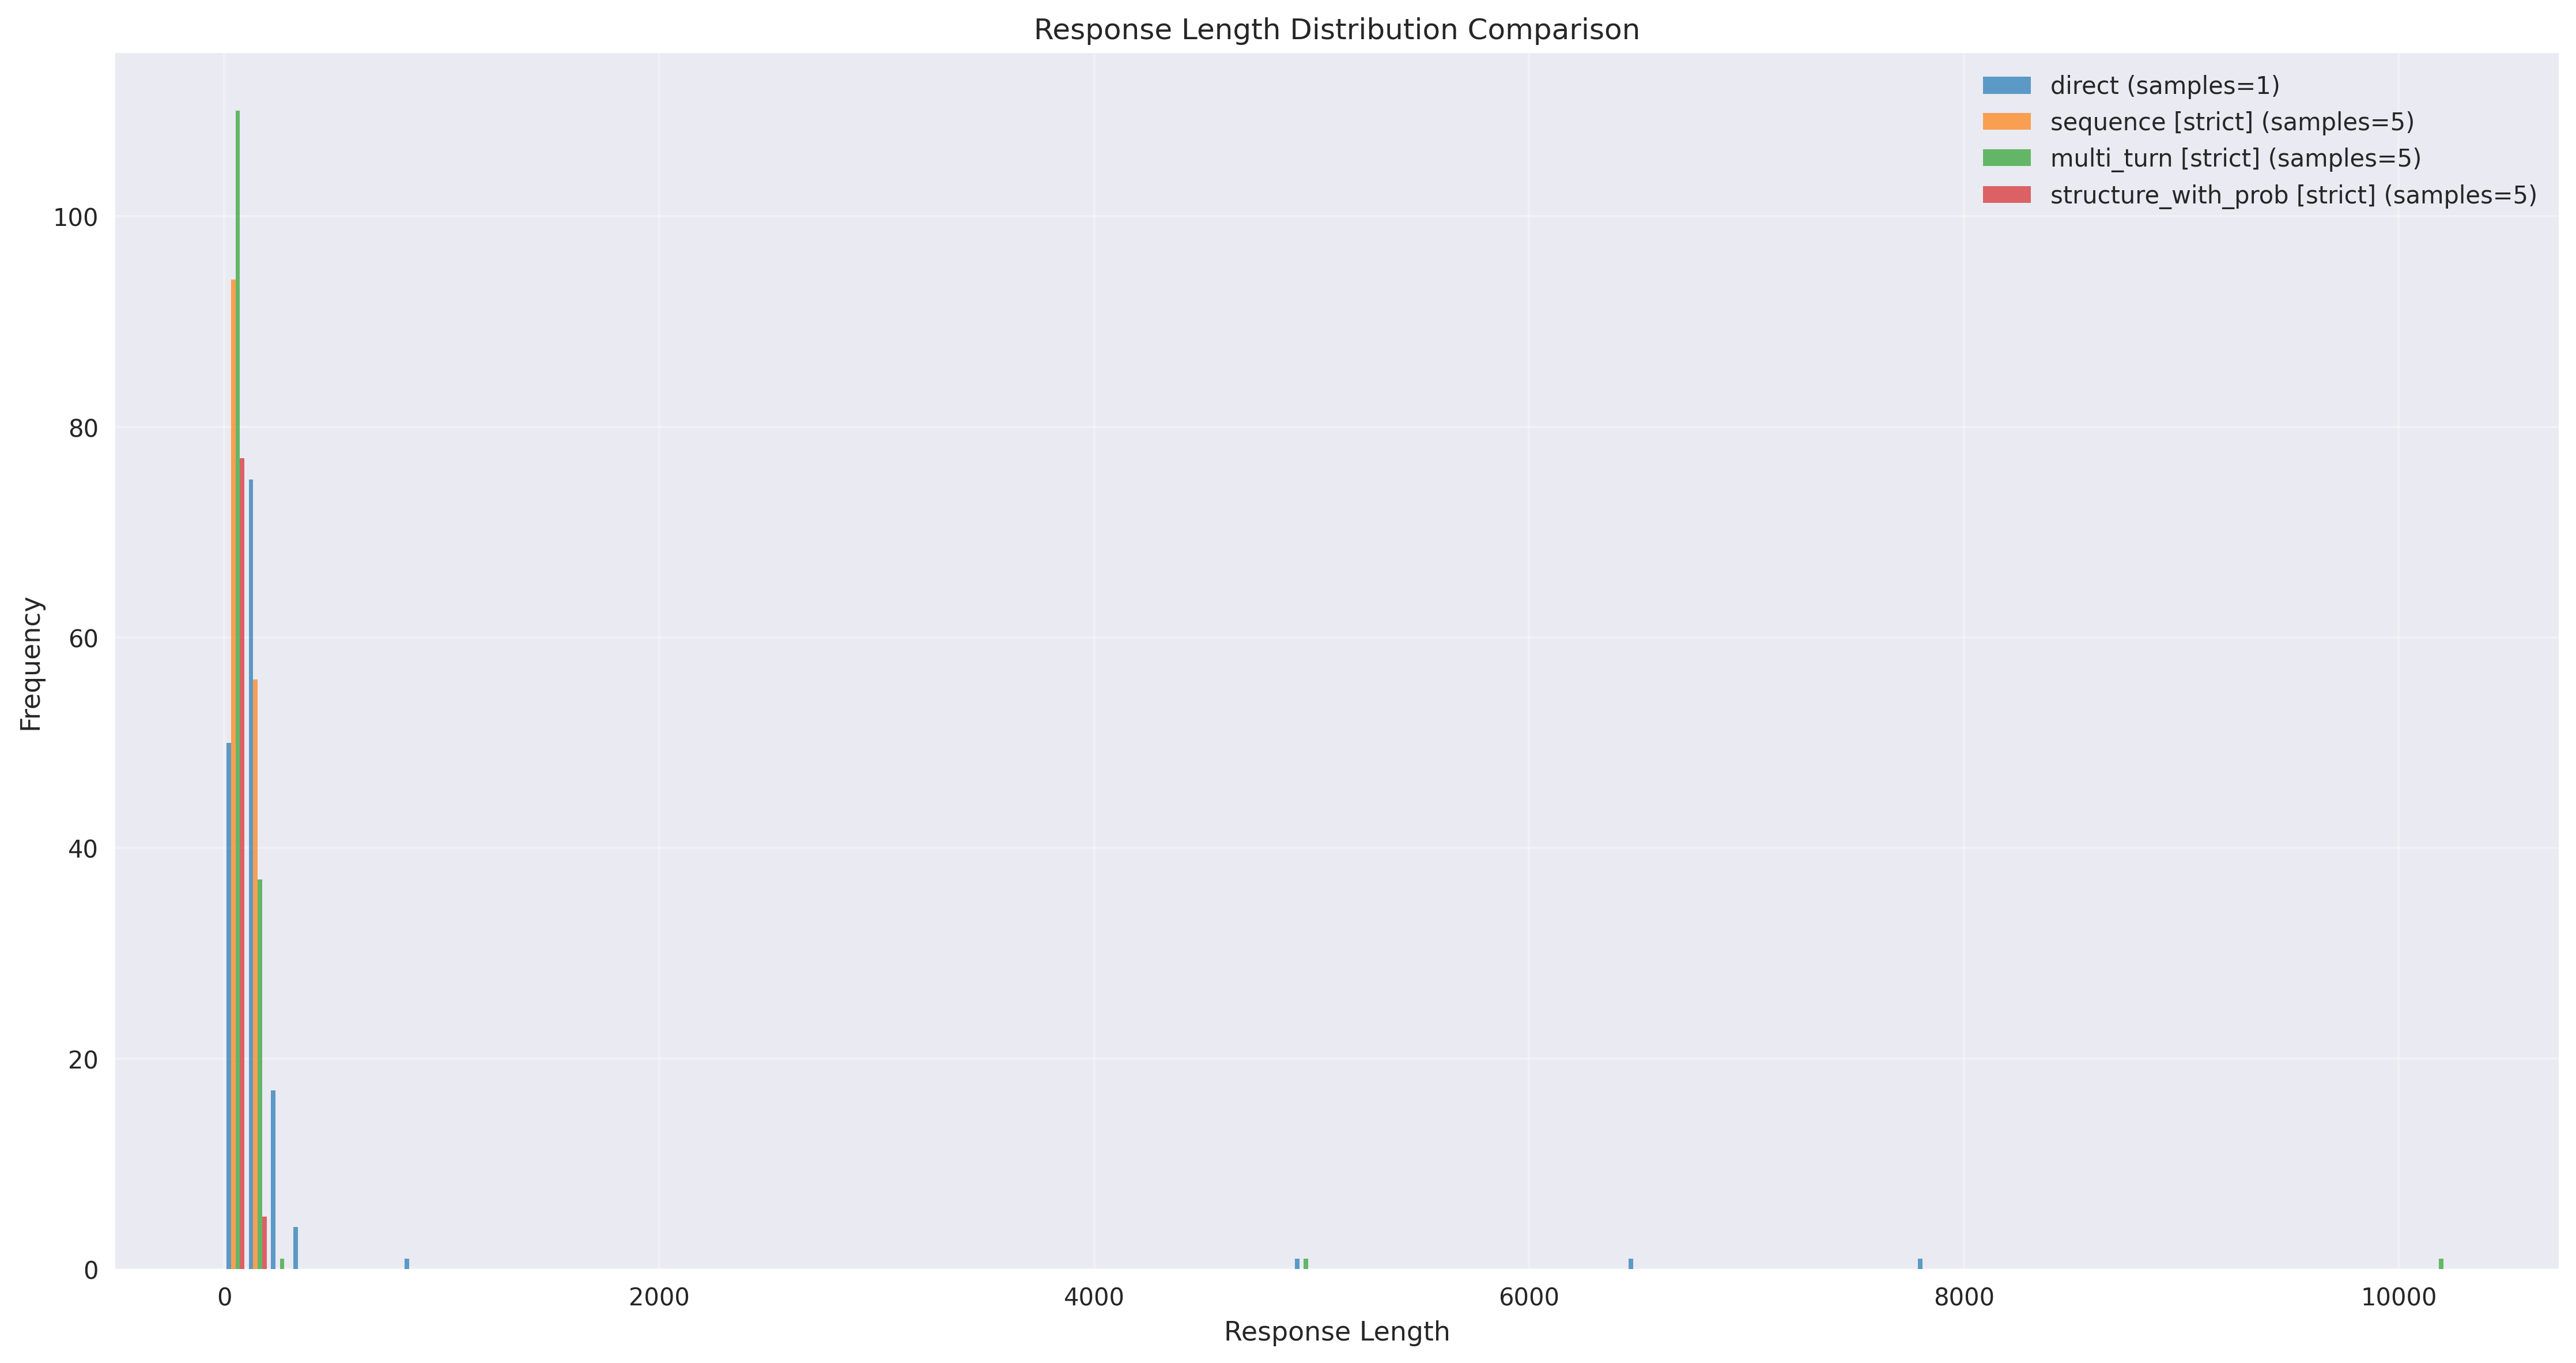 Response Length Distribution Comparison
direct (samples=1)
sequence [strict] (samples=5)
multi_turn [strict] (samples=5)
structure_with_prob [strict] (samples=5)
Frequency
100
80
60
40
20
0
0 2000 4000 6000 8000 10000
Response Length